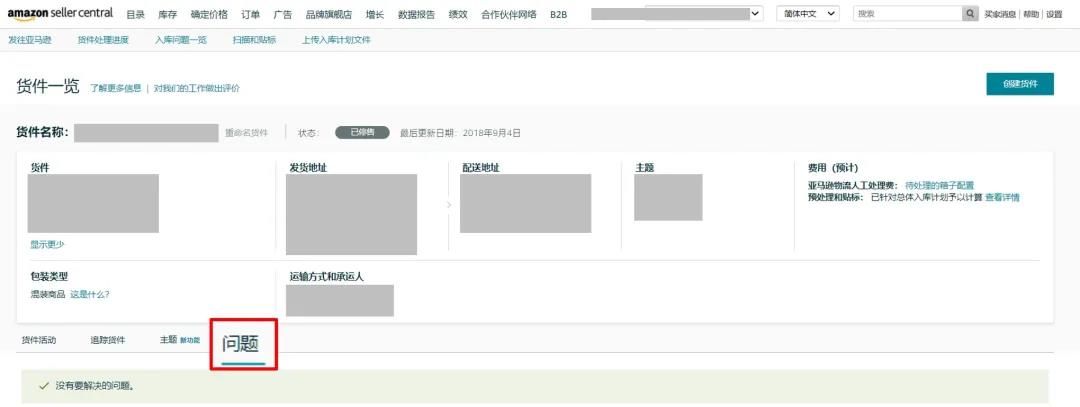 amazon seller central 目录 库存 确定价格 订单 广告 品牌旗舰店 增长 数据报告 绩效 合作伙伴网络 B2B 简体中文 搜索 买家消息 | 帮助 | 设置
发往亚马逊 货件处理进度 入库问题一览 扫描和贴标 上传入库计划文件
货件一览 了解更多信息 | 对我们的工作做出评价 创建货件
货件名称： 重命名货件 状态： 已停售 最后更新日期： 2018年9月4日
货件 发货地址 配送地址 主题 费用（预计）
亚马逊物流人工处理费： 待处理的箱子配置
预处理和贴标： 已针对总体入库计划予以计算 查看详情
显示更少
包装类型 运输方式和承运人
混装商品 这是什么？
货件活动 追踪货件 主题 新功能 问题
没有要解决的问题。